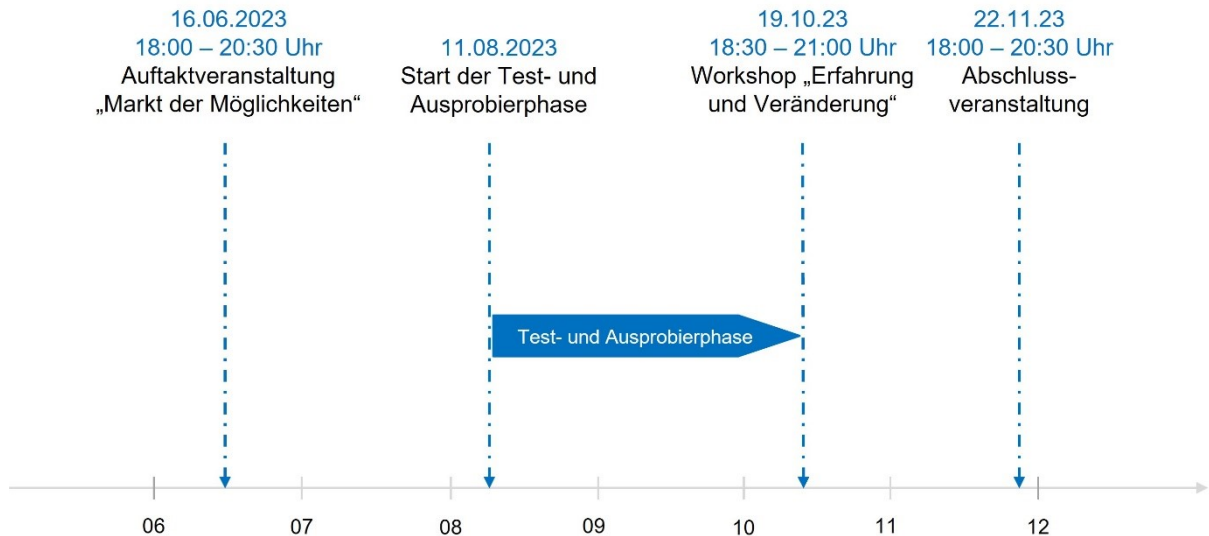 16.06.2023
18:00 – 20:30 Uhr
Auftaktveranstaltung
„Markt der Möglichkeiten“
11.08.2023
Start der Test- und
Ausprobierphase
19.10.23
18:30 – 21:00 Uhr
Workshop „Erfahrung
und Veränderung“
22.11.23
18:00 – 20:30 Uhr
Abschluss-
veranstaltung
Test- und Ausprobierphase
06 07 08 09 10 11 12